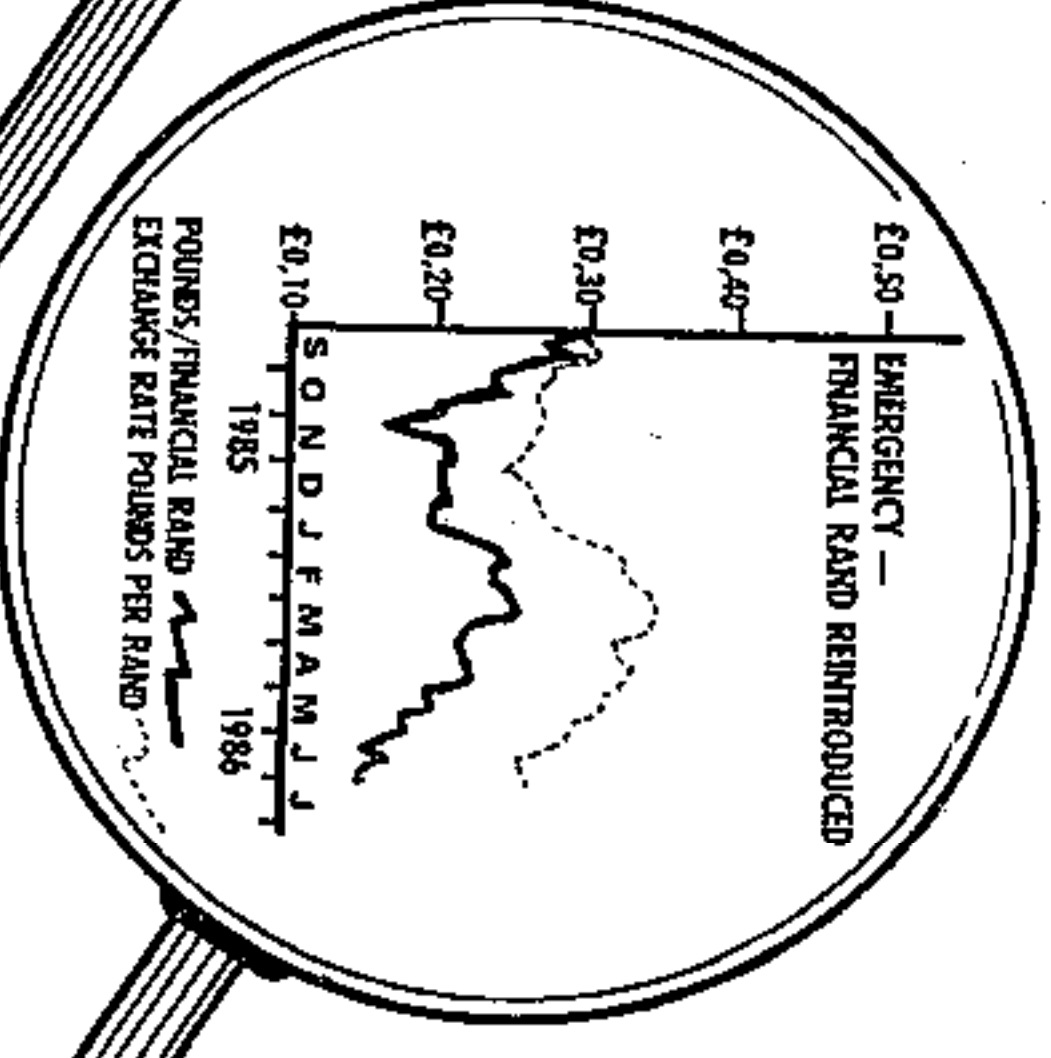 EMERGENCY —
FINANCIAL RAND REINTRODUCED
£0,50
£0,40
£0,30
£0,20
£0,10
S O N D J F M A M J J
1985 1986
POUNDS/FINANCIAL RAND
EXCHANGE RATE POUNDS PER RAND